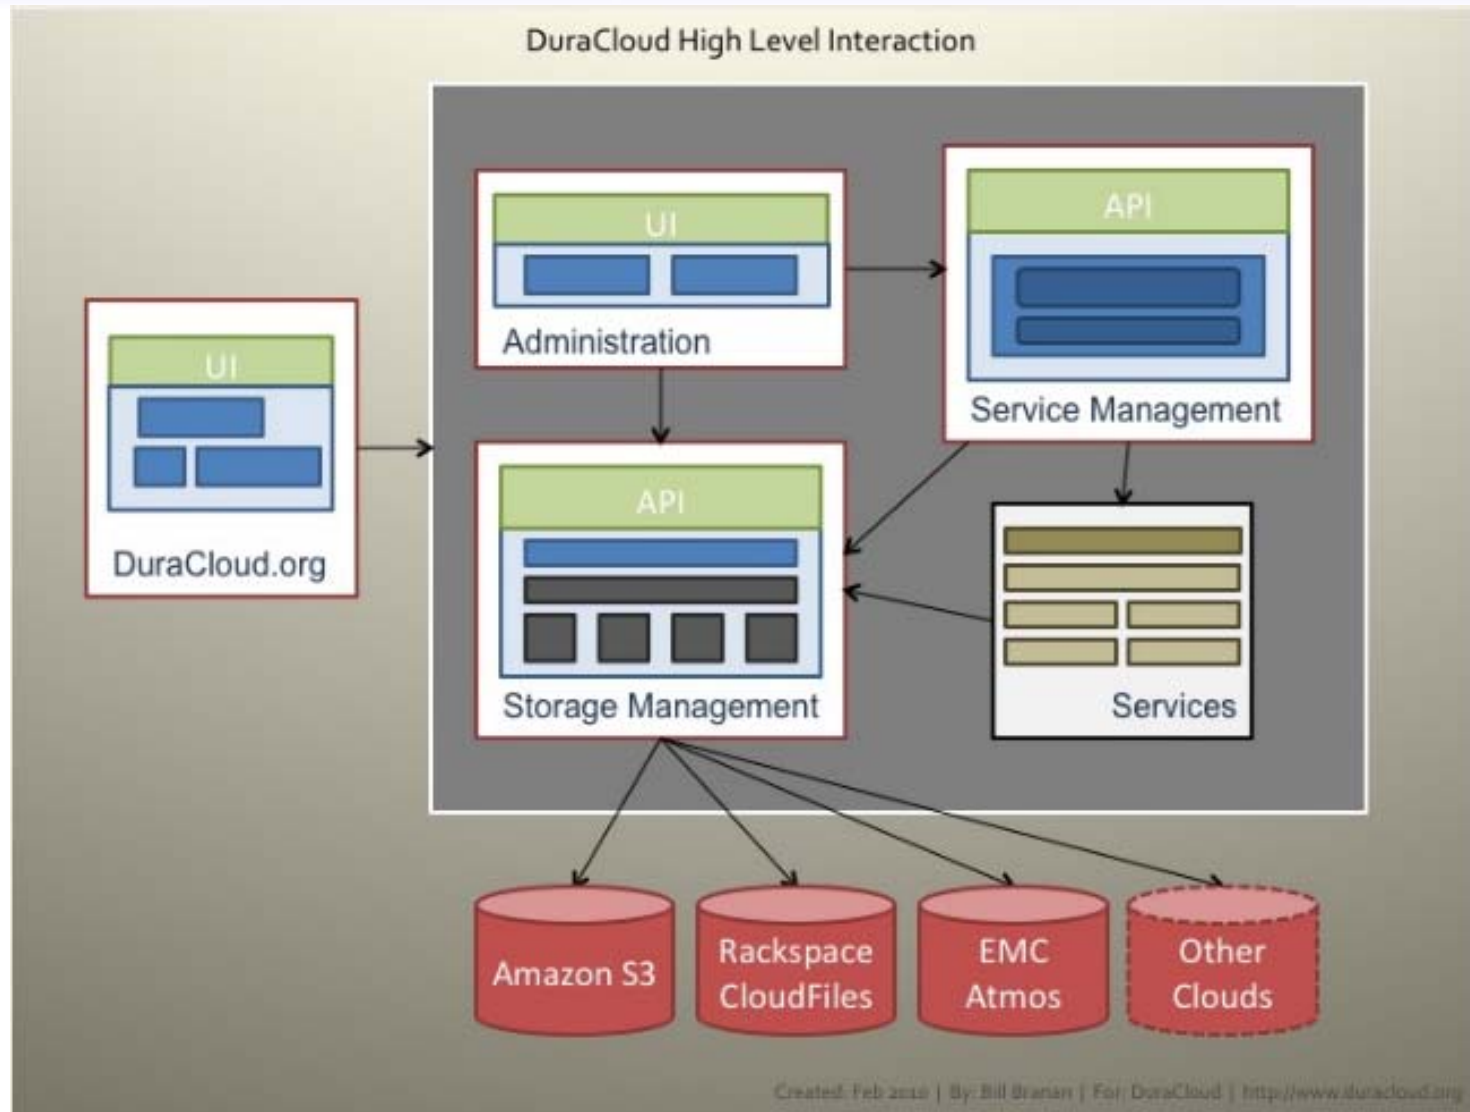 DuraCloud High Level Interaction
UI
Administration
API
Service Management
UI
DuraCloud.org
API
Storage Management
Services
Amazon S3
Rackspace
CloudFiles
EMC
Atmos
Other
Clouds
Created: Feb 2010 | By: Bill Branan | For: DuraCloud | http://www.duracloud.org